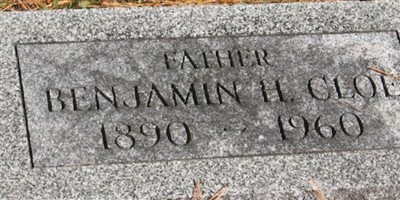 FATHER
BENJAMIN H. CLOE
1890 - 1960